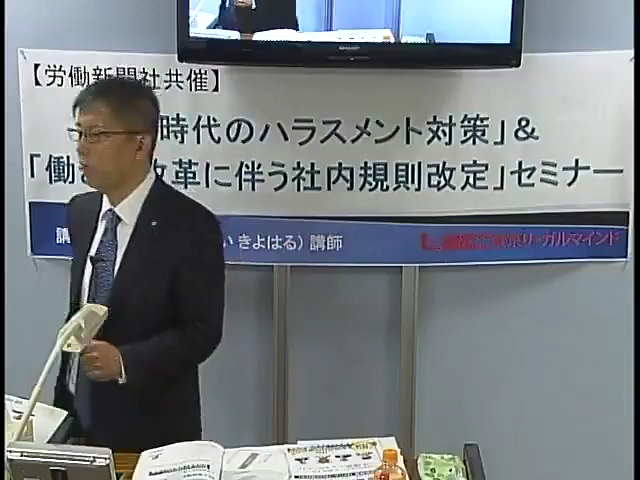 SHARP
【労働新聞社共催】
時代のハラスメント対策」&
「働 改革に伴う社内規則改定」セミナー
講 い きよはる）講師 リーガルマインド